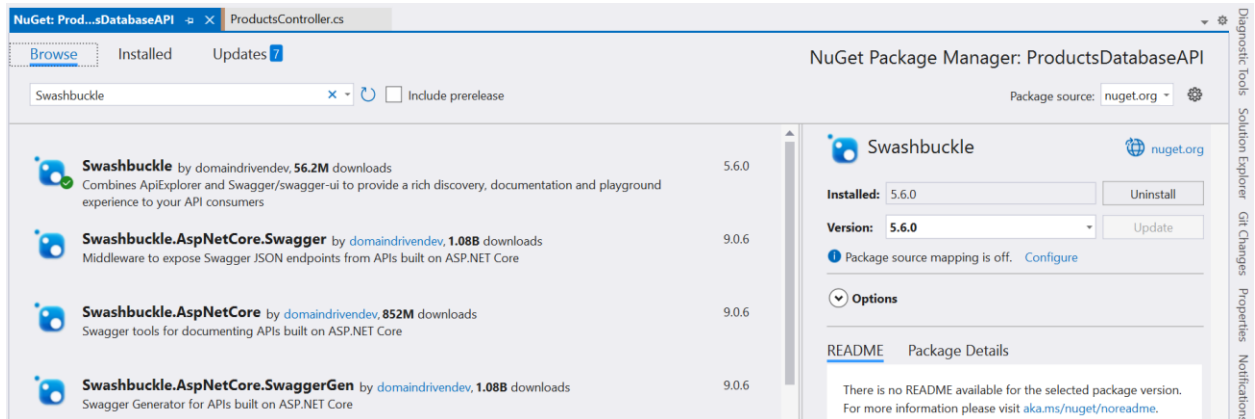 NuGet: Prod...sDatabaseAPI ProductsController.cs
Browse Installed Updates 7
NuGet Package Manager: ProductsDatabaseAPI
Swashbuckle Include prerelease
Package source: nuget.org
Swashbuckle by domaindrivendev, 56.2M downloads 5.6.0
Combines ApiExplorer and Swagger/swagger-ui to provide a rich discovery, documentation and playground
experience to your API consumers
Swashbuckle.AspNetCore.Swagger by domaindrivendev, 1.08B downloads 9.0.6
Middleware to expose Swagger JSON endpoints from APIs built on ASP.NET Core
Swashbuckle.AspNetCore by domaindrivendev, 852M downloads 9.0.6
Swagger tools for documenting APIs built on ASP.NET Core
Swashbuckle.AspNetCore.SwaggerGen by domaindrivendev, 1.08B downloads 9.0.6
Swagger Generator for APIs built on ASP.NET Core
Swashbuckle nuget.org
Installed: 5.6.0 Uninstall
Version: 5.6.0 Update
Package source mapping is off. Configure
Options
README Package Details
There is no README available for the selected package version.
For more information please visit aka.ms/nuget/noreadme.
Diagnostic Tools
Solution Explorer
Git Changes
Properties
Notification